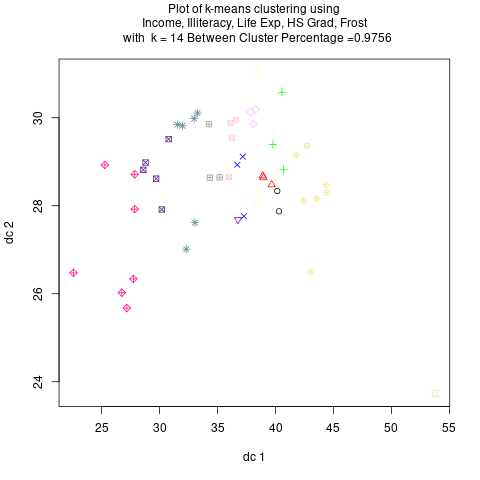 Plot of k-means clustering using
Income, Illiteracy, Life Exp, HS Grad, Frost
with k = 14 Between Cluster Percentage =0.9756
30
28
26
24
dc 2
25 30 35 40 45 50 55
dc 1